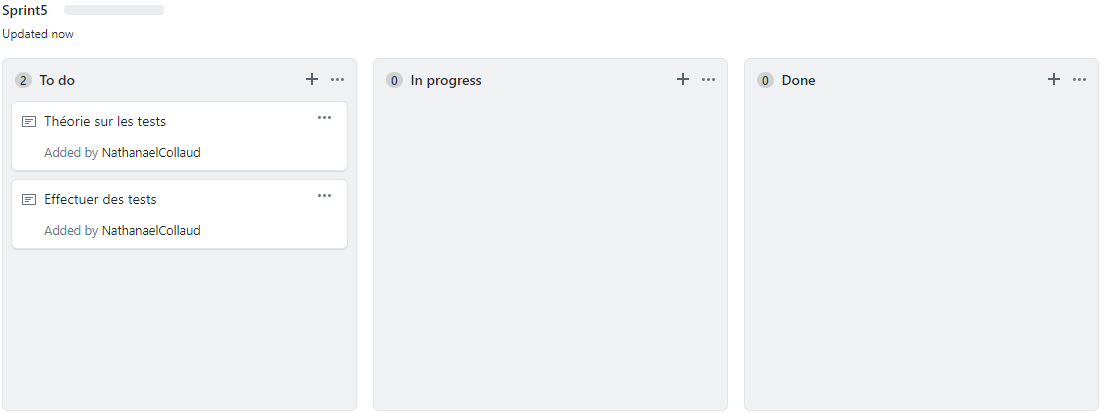 Sprint5
Updated now
2 To do
Théorie sur les tests
Added by NathanaelCollaud
Effectuer des tests
Added by NathanaelCollaud
0 In progress
0 Done